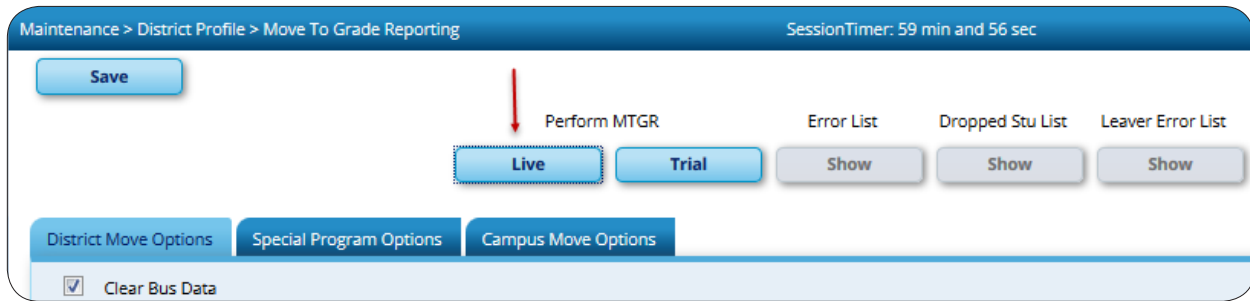 Maintenance > District Profile > Move To Grade Reporting SessionTimer: 59 min and 56 sec
Save
Perform MTGR Error List Dropped Stu List Leaver Error List
Live Trial Show Show Show
District Move Options Special Program Options Campus Move Options
Clear Bus Data